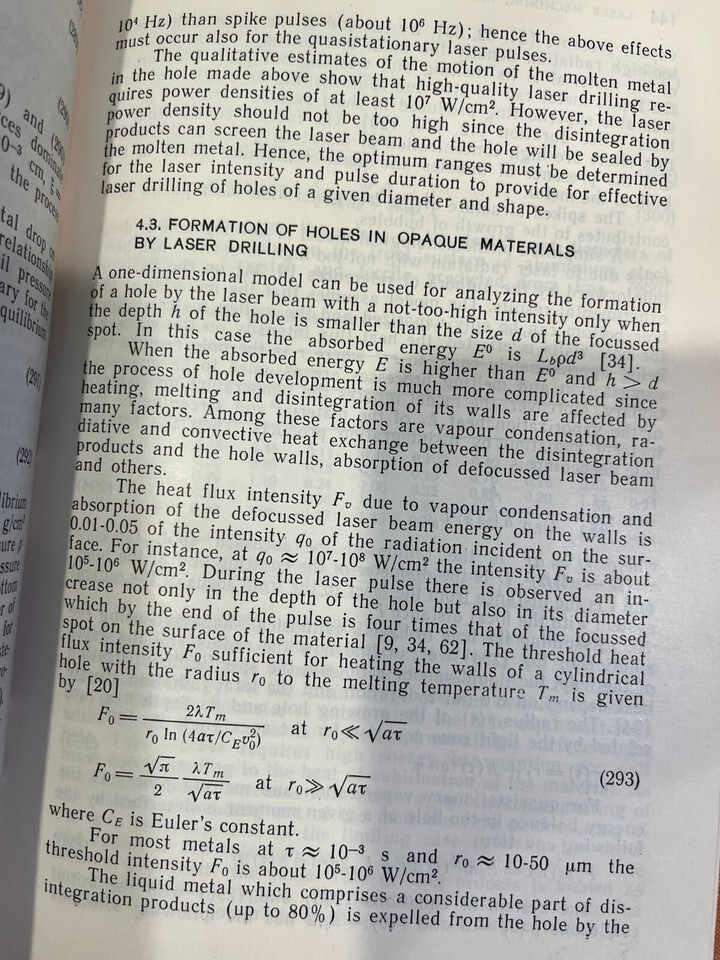 10⁴ Hz) than spike pulses (about 10⁶ Hz); hence the above effects
must occur also for the quasistationary laser pulses.
The qualitative estimates of the motion of the molten metal
in the hole made above show that high-quality laser drilling re-
quires power densities of at least 10⁷ W/cm². However, the laser
power density should not be too high since the disintegration
products can screen the laser beam and the hole will be sealed by
the molten metal. Hence, the optimum ranges must be determined
for the laser intensity and pulse duration to provide for effective
laser drilling of holes of a given diameter and shape.
4.3. FORMATION OF HOLES IN OPAQUE MATERIALS
BY LASER DRILLING
A one-dimensional model can be used for analyzing the formation
of a hole by the laser beam with a not-too-high intensity only when
the depth h of the hole is smaller than the size d of the focussed
spot. In this case the absorbed energy E⁰ is L_bρd³ [34].
When the absorbed energy E is higher than E⁰ and h > d
the process of hole development is much more complicated since
heating, melting and disintegration of its walls are affected by
many factors. Among these factors are vapour condensation, ra-
diative and convective heat exchange between the disintegration
products and the hole walls, absorption of defocussed laser beam
and others.
The heat flux intensity F_v due to vapour condensation and
absorption of the defocussed laser beam energy on the walls is
0.01-0.05 of the intensity q₀ of the radiation incident on the sur-
face. For instance, at q₀ ≈ 10⁷-10⁸ W/cm² the intensity F_v is about
10⁵-10⁶ W/cm². During the laser pulse there is observed an in-
crease not only in the depth of the hole but also in its diameter
which by the end of the pulse is four times that of the focussed
spot on the surface of the material [9, 34, 62]. The threshold heat
flux intensity F₀ sufficient for heating the walls of a cylindrical
hole with the radius r₀ to the melting temperature T_m is given
by [20]
F₀ = 2λT_m / r₀ ln (4aτ/C_E v₀²) at r₀ ≪ √aτ
F₀ = √π/2 λT_m/√aτ at r₀ ≫ √aτ (293)
where C_E is Euler's constant.
For most metals at τ ≈ 10⁻³ s and r₀ ≈ 10-50 μm the
threshold intensity F₀ is about 10⁵-10⁶ W/cm².
The liquid metal which comprises a considerable part of dis-
integration products (up to 80%) is expelled from the hole by the